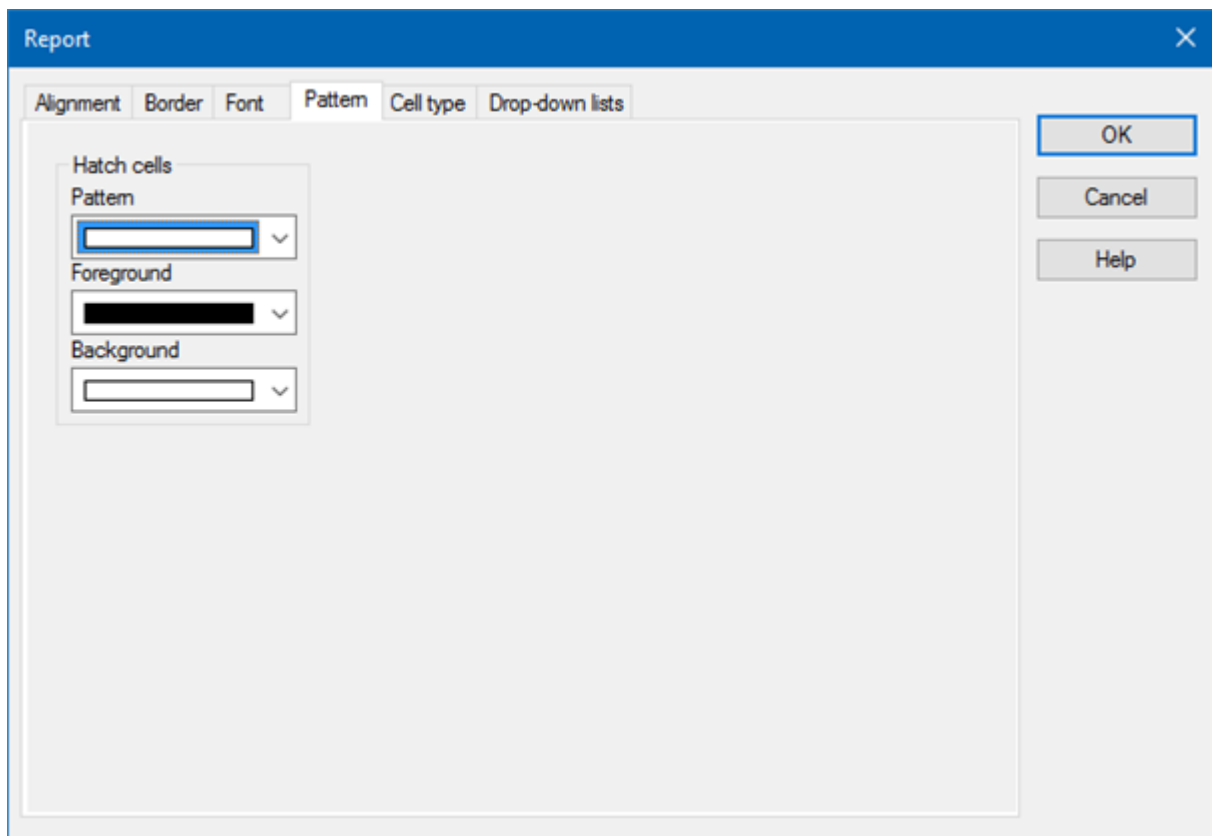 Report
Alignment Border Font Pattern Cell type Drop-down lists
OK
Hatch cells
Pattern
Cancel
Foreground
Help
Background